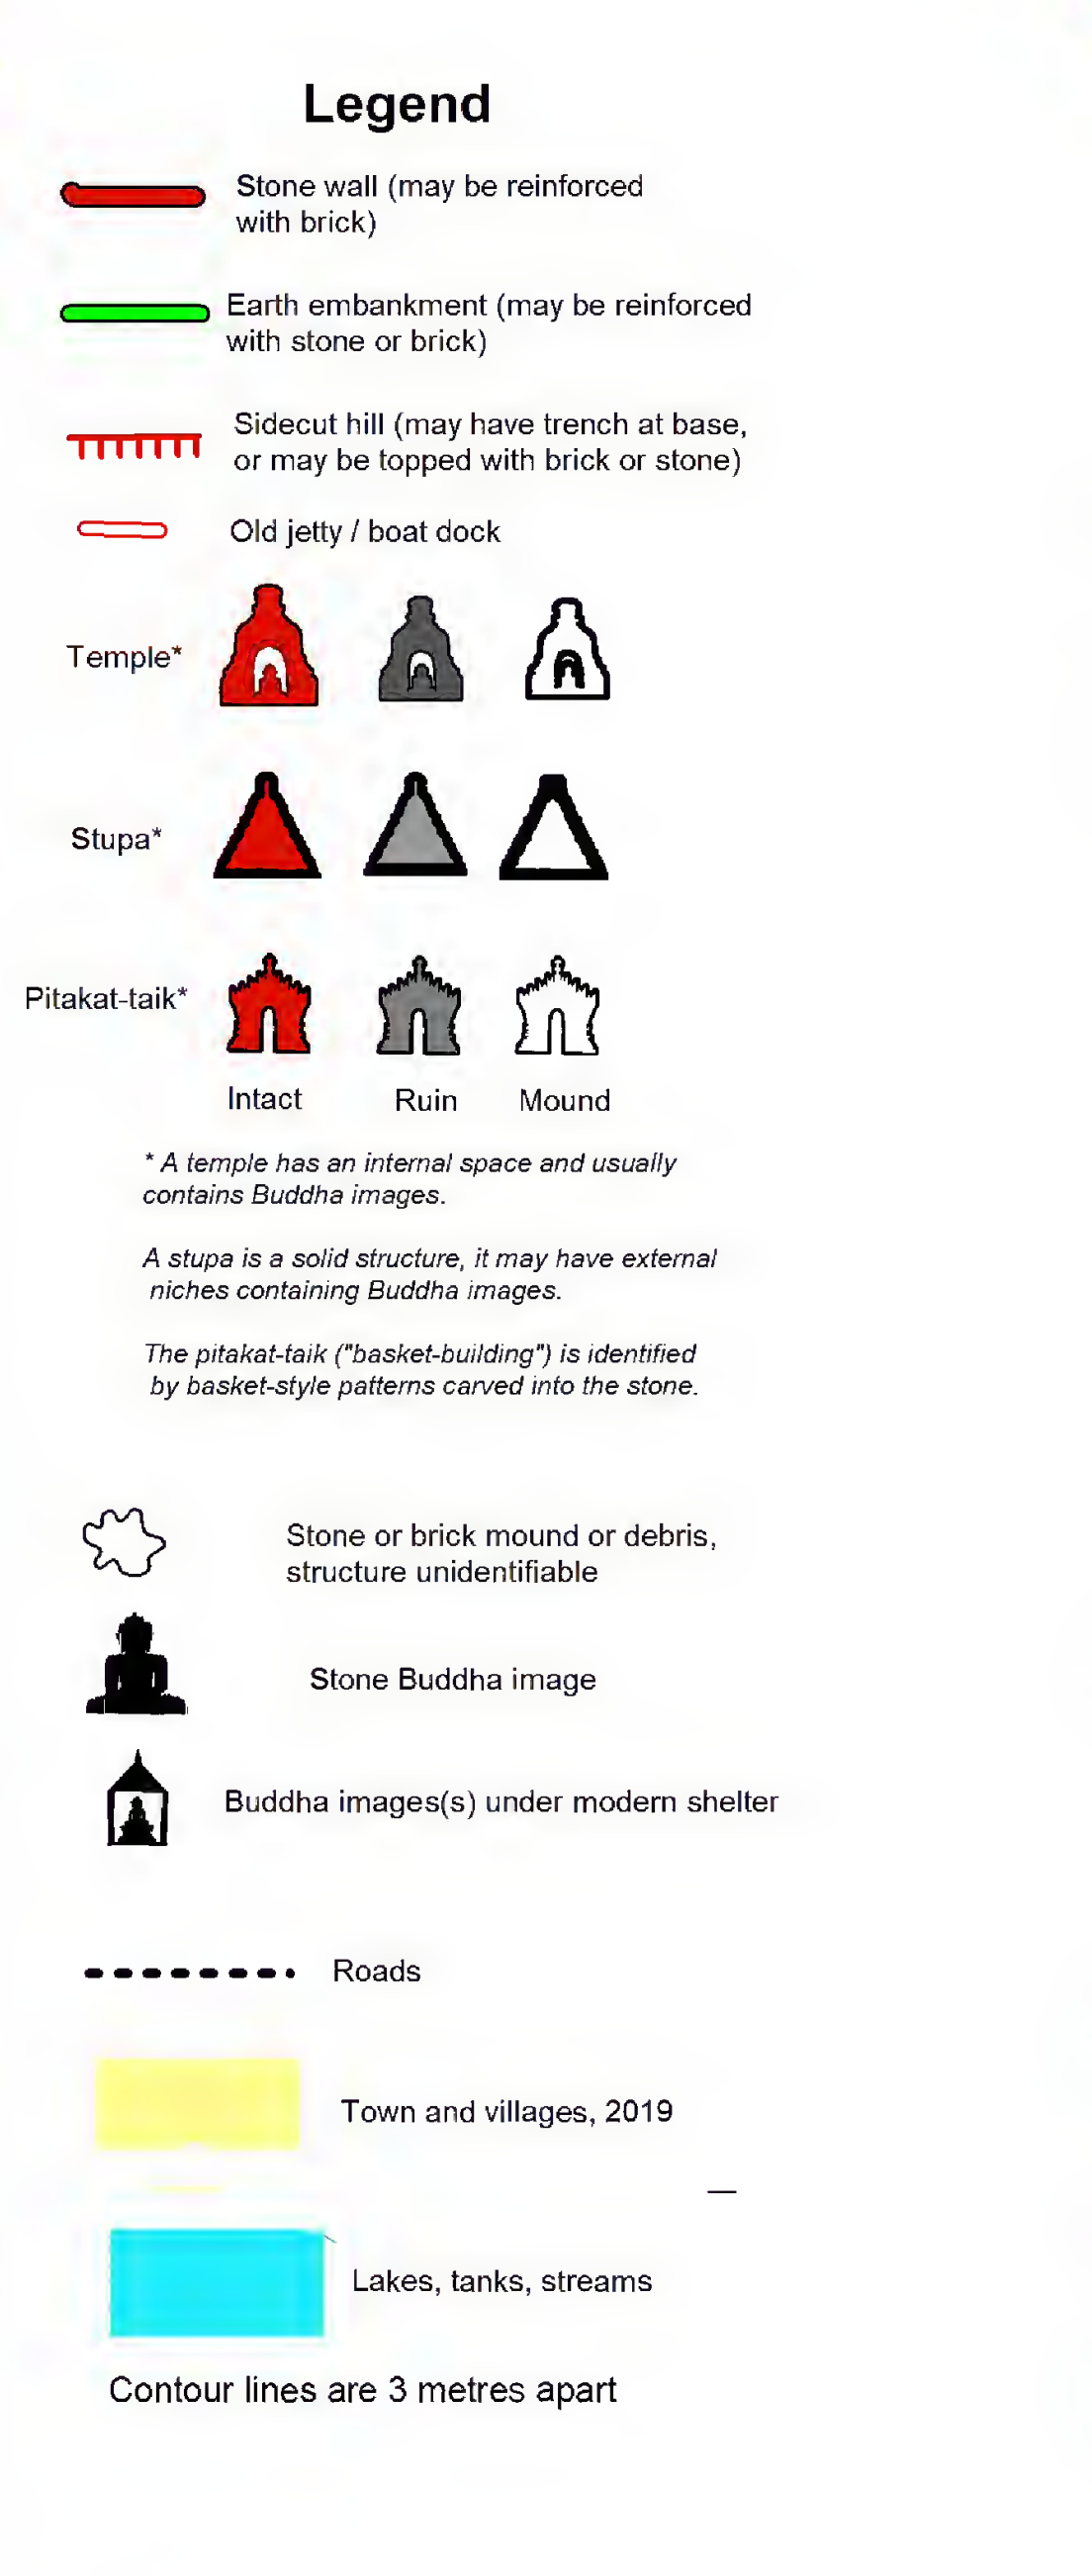 Legend
Stone wall (may be reinforced
with brick)
Earth embankment (may be reinforced
with stone or brick)
Sidecut hill (may have trench at base,
or may be topped with brick or stone)
Old jetty / boat dock
Temple*
Stupa*
Pitakat-taik*
Intact Ruin Mound
* A temple has an internal space and usually
contains Buddha images.
A stupa is a solid structure, it may have external
niches containing Buddha images.
The pitakat-taik ("basket-building") is identified
by basket-style patterns carved into the stone.
Stone or brick mound or debris,
structure unidentifiable
Stone Buddha image
Buddha images(s) under modern shelter
Roads
Town and villages, 2019
Lakes, tanks, streams
Contour lines are 3 metres apart